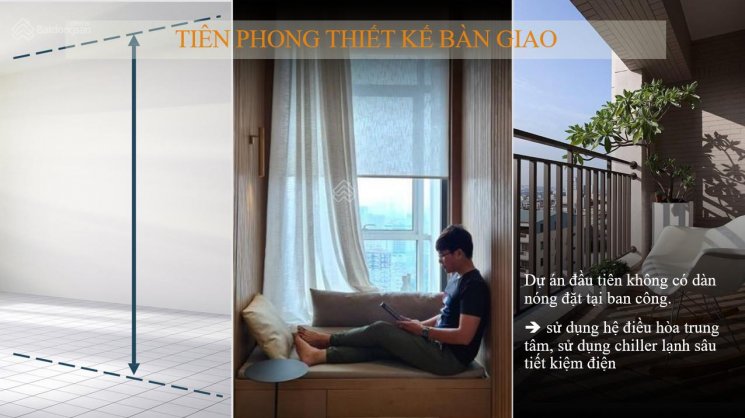 TIÊN PHONG THIẾT KẾ BÀN GIAO
Dự án đầu tiên không có dàn
nóng đặt tại ban công.
➔ sử dụng hệ điều hòa trung
tâm, sử dụng chiller lạnh sâu
tiết kiệm điện